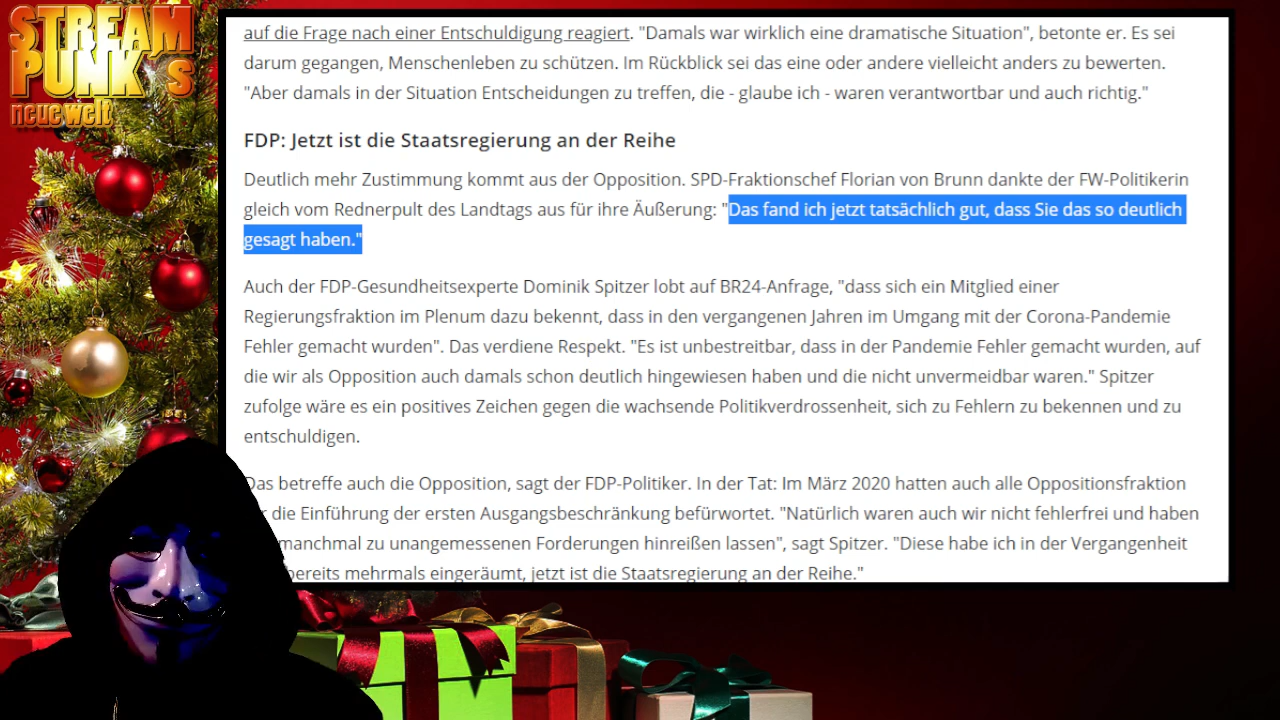 STREAM
PUNK´s
neue welt
auf die Frage nach einer Entschuldigung reagiert. "Damals war wirklich eine dramatische Situation", betonte er. Es sei
darum gegangen, Menschenleben zu schützen. Im Rückblick sei das eine oder andere vielleicht anders zu bewerten.
"Aber damals in der Situation Entscheidungen zu treffen, die - glaube ich - waren verantwortbar und auch richtig."
FDP: Jetzt ist die Staatsregierung an der Reihe
Deutlich mehr Zustimmung kommt aus der Opposition. SPD-Fraktionschef Florian von Brunn dankte der FW-Politikerin
gleich vom Rednerpult des Landtags aus für ihre Äußerung: "Das fand ich jetzt tatsächlich gut, dass Sie das so deutlich
gesagt haben."
Auch der FDP-Gesundheitsexperte Dominik Spitzer lobt auf BR24-Anfrage, "dass sich ein Mitglied einer
Regierungsfraktion im Plenum dazu bekennt, dass in den vergangenen Jahren im Umgang mit der Corona-Pandemie
Fehler gemacht wurden". Das verdiene Respekt. "Es ist unbestreitbar, dass in der Pandemie Fehler gemacht wurden, auf
die wir als Opposition auch damals schon deutlich hingewiesen haben und die nicht unvermeidbar waren." Spitzer
zufolge wäre es ein positives Zeichen gegen die wachsende Politikverdrossenheit, sich zu Fehlern zu bekennen und zu
entschuldigen.
Das betreffe auch die Opposition, sagt der FDP-Politiker. In der Tat: Im März 2020 hatten auch alle Oppositionsfraktion
die Einführung der ersten Ausgangsbeschränkung befürwortet. "Natürlich waren auch wir nicht fehlerfrei und haben
manchmal zu unangemessenen Forderungen hinreißen lassen", sagt Spitzer. "Diese habe ich in der Vergangenheit
bereits mehrmals eingeräumt, jetzt ist die Staatsregierung an der Reihe."